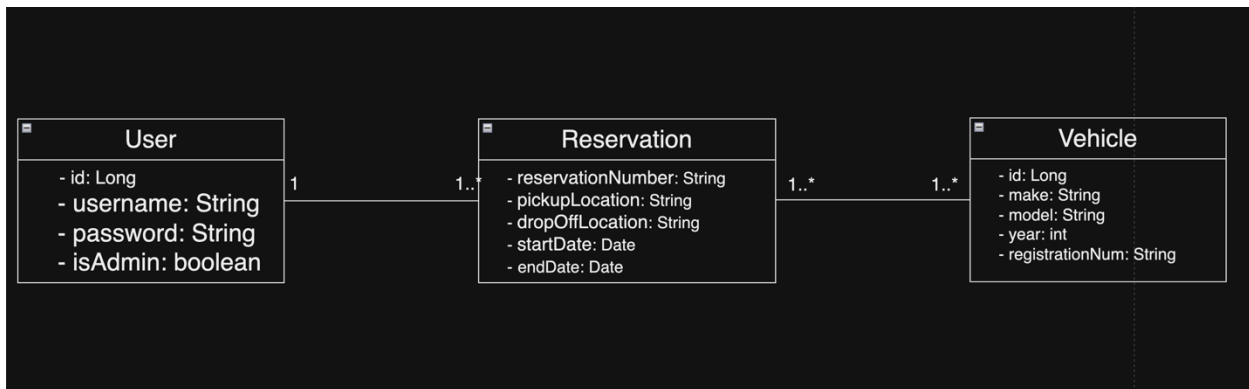 User
- id: Long
- username: String
- password: String
- isAdmin: boolean
1
1..*
Reservation
- reservationNumber: String
- pickupLocation: String
- dropOffLocation: String
- startDate: Date
- endDate: Date
1..*
1..*
Vehicle
- id: Long
- make: String
- model: String
- year: int
- registrationNum: String